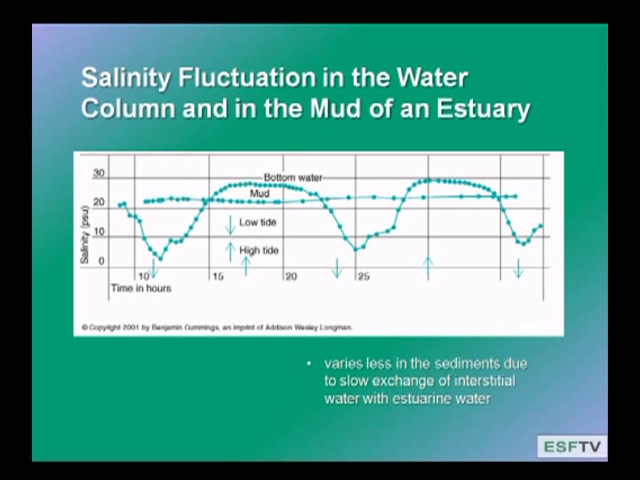 Salinity Fluctuation in the Water
Column and in the Mud of an Estuary
30
Bottom water
Mud
20
Low tide
10
High tide
0
Salinity (psu)
10
15
20
25
Time in hours
© Copyright 2001 by Benjamin Cummings, an imprint of Addison Wesley Longman.
• varies less in the sediments due
to slow exchange of interstitial
water with estuarine water
ESFTV